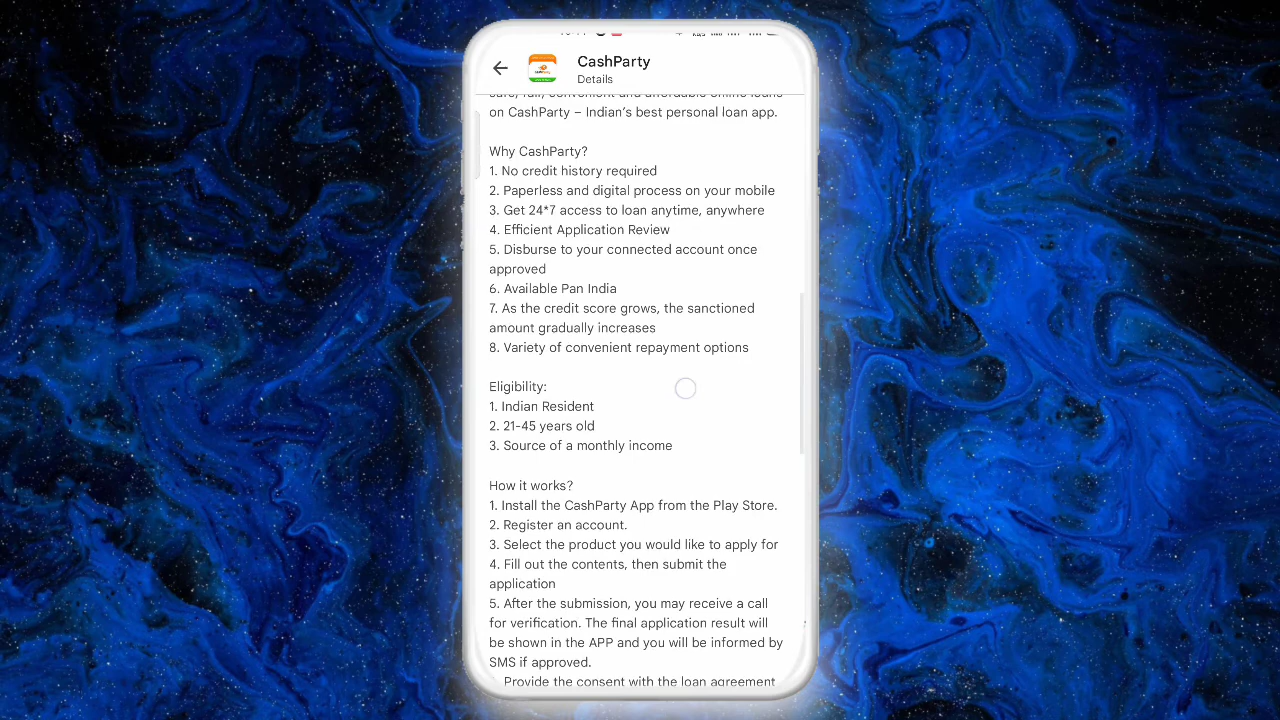 CashParty
Details
safe, full, convenient and affordable online loans
on CashParty – Indian's best personal loan app.
Why CashParty?
1. No credit history required
2. Paperless and digital process on your mobile
3. Get 24*7 access to loan anytime, anywhere
4. Efficient Application Review
5. Disburse to your connected account once
approved
6. Available Pan India
7. As the credit score grows, the sanctioned
amount gradually increases
8. Variety of convenient repayment options
Eligibility:
1. Indian Resident
2. 21-45 years old
3. Source of a monthly income
How it works?
1. Install the CashParty App from the Play Store.
2. Register an account.
3. Select the product you would like to apply for
4. Fill out the contents, then submit the
application
5. After the submission, you may receive a call
for verification. The final application result will
be shown in the APP and you will be informed by
SMS if approved.
Provide the consent with the loan agreement